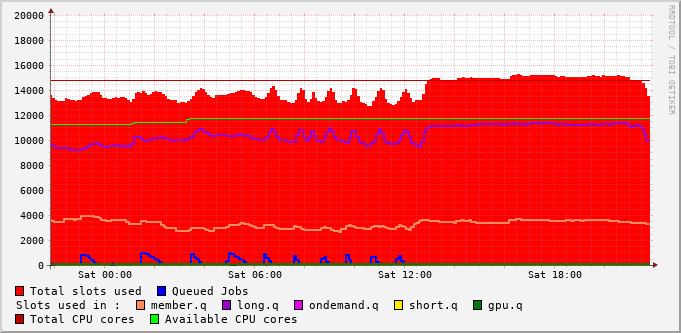 20000
18000
16000
14000
12000
10000
8000
6000
4000
2000
0
Sat 00:00 Sat 06:00 Sat 12:00 Sat 18:00
RRDTOOL / TOBI OETIKER
Total slots used Queued Jobs
Slots used in : member.q long.q ondemand.q short.q gpu.q
Total CPU cores Available CPU cores